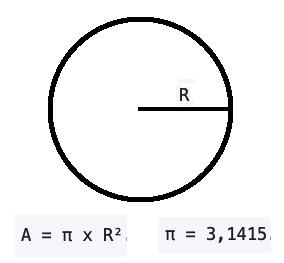 R
A = π x R². π = 3,1415.